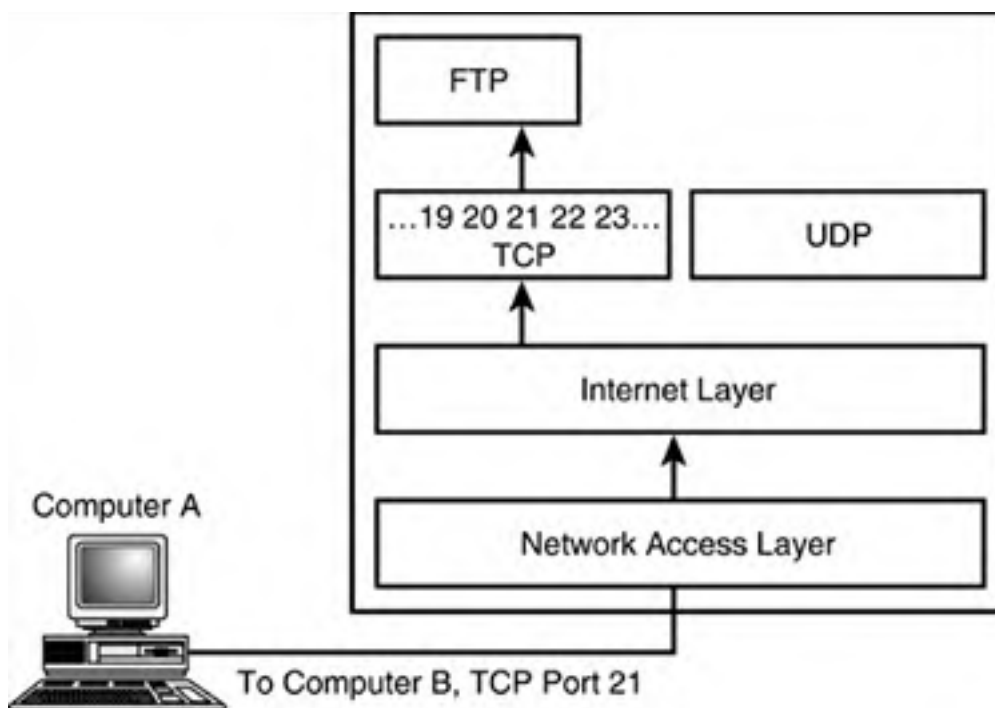 FTP
...19 20 21 22 23...
TCP
UDP
Internet Layer
Network Access Layer
Computer A
To Computer B, TCP Port 21